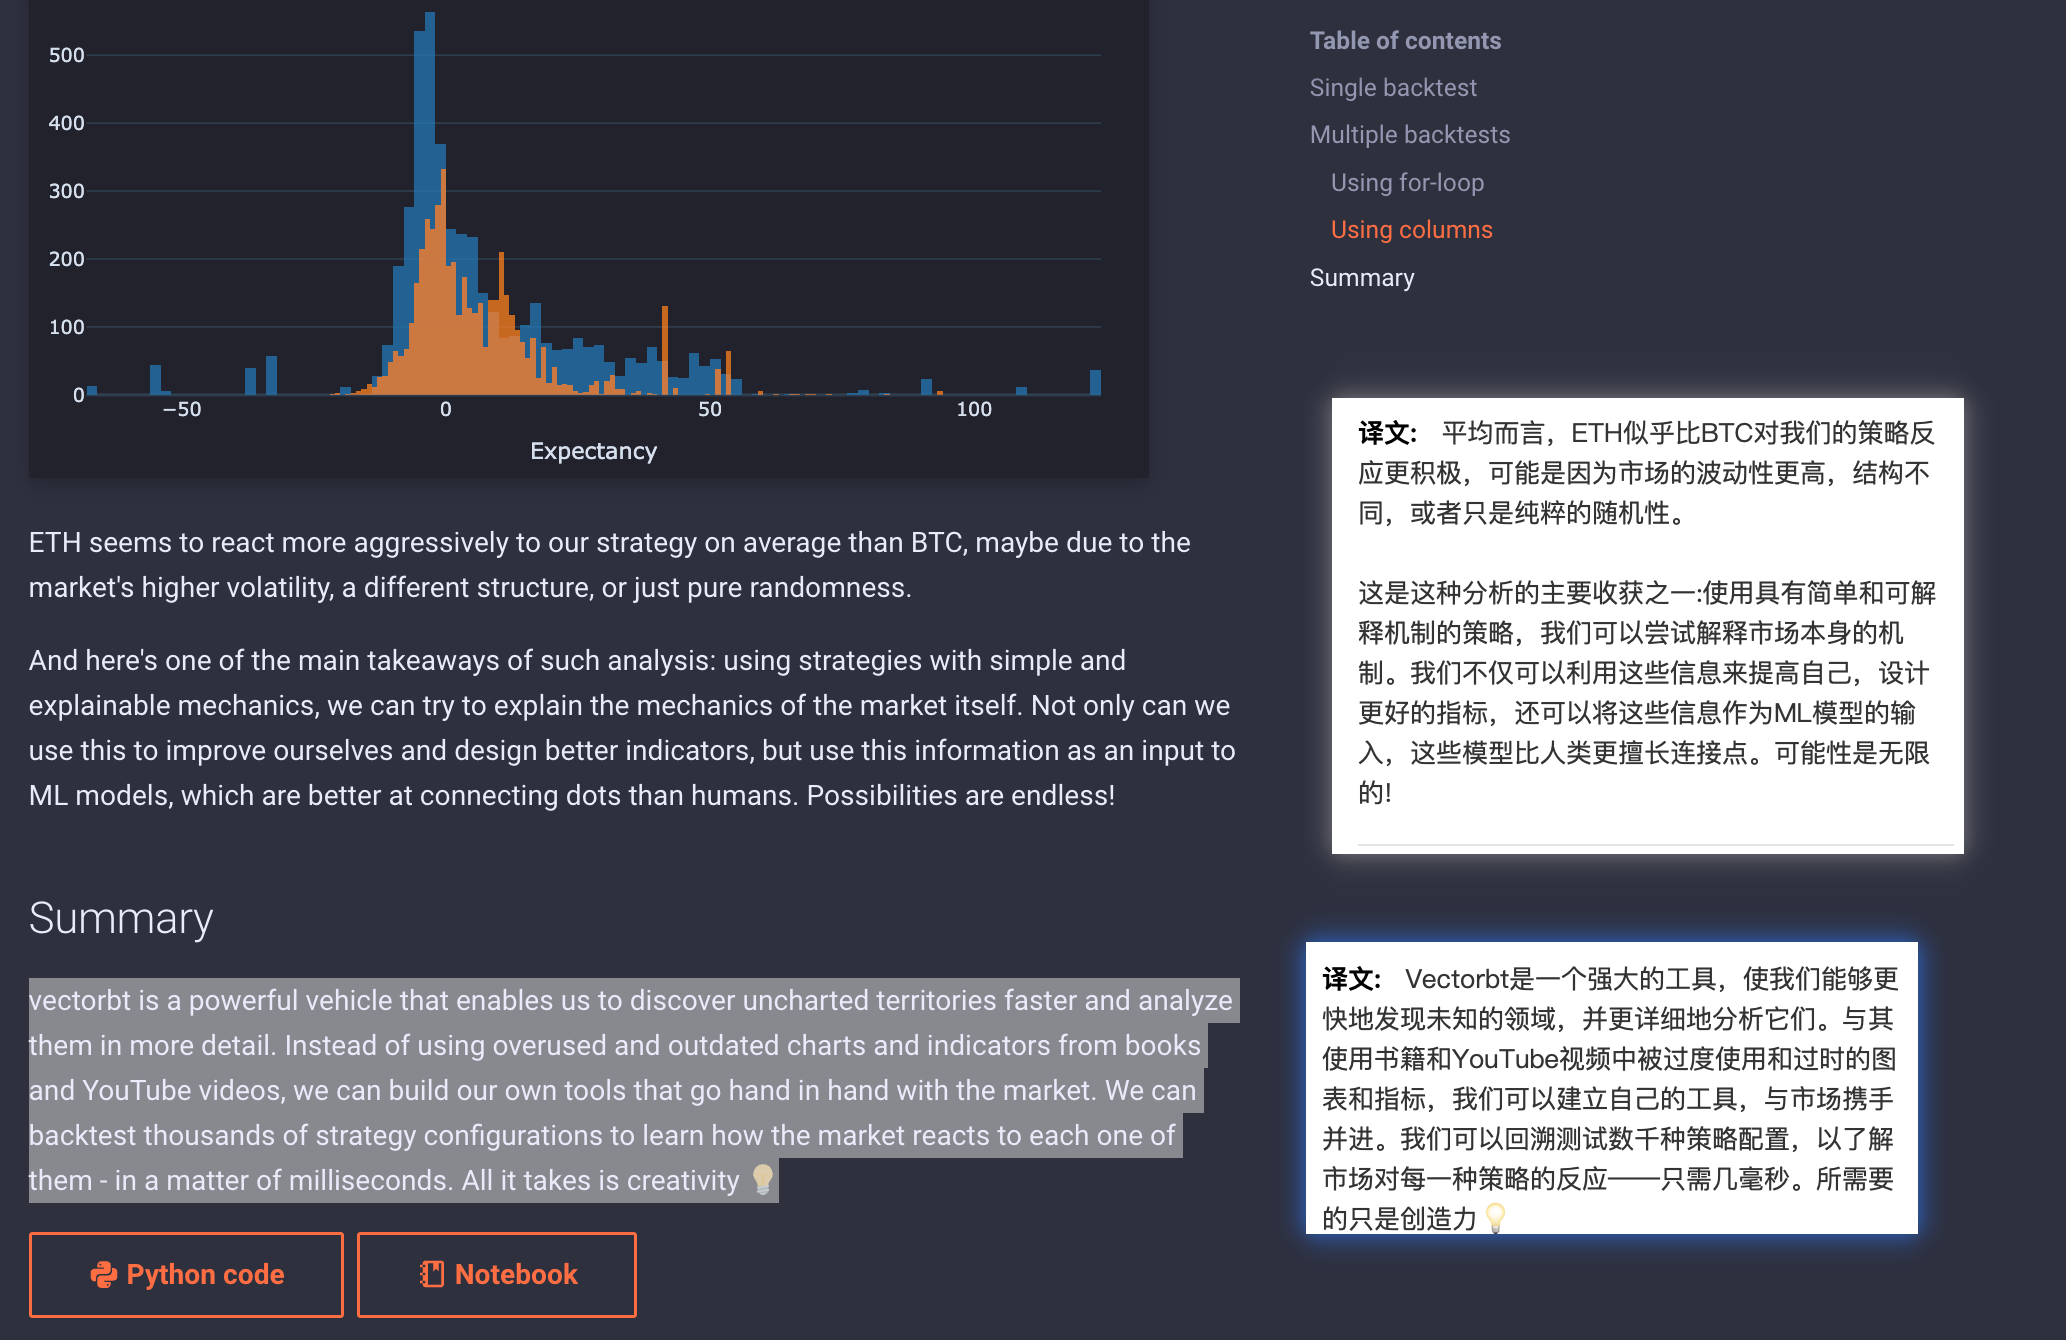 500
400
300
200
100
0
−50
0
50
100
Expectancy
ETH seems to react more aggressively to our strategy on average than BTC, maybe due to the
market's higher volatility, a different structure, or just pure randomness.
And here's one of the main takeaways of such analysis: using strategies with simple and
explainable mechanics, we can try to explain the mechanics of the market itself. Not only can we
use this to improve ourselves and design better indicators, but use this information as an input to
ML models, which are better at connecting dots than humans. Possibilities are endless!
Summary
vectorbt is a powerful vehicle that enables us to discover uncharted territories faster and analyze
them in more detail. Instead of using overused and outdated charts and indicators from books
and YouTube videos, we can build our own tools that go hand in hand with the market. We can
backtest thousands of strategy configurations to learn how the market reacts to each one of
them - in a matter of milliseconds. All it takes is creativity 💡
Python code
Notebook
Table of contents
Single backtest
Multiple backtests
Using for-loop
Using columns
Summary
译文： 平均而言，ETH似乎比BTC对我们的策略反
应更积极，可能是因为市场的波动性更高，结构不
同，或者只是纯粹的随机性。
这是这种分析的主要收获之一:使用具有简单和可解
释机制的策略，我们可以尝试解释市场本身的机
制。我们不仅可以利用这些信息来提高自己，设计
更好的指标，还可以将这些信息作为ML模型的输
入，这些模型比人类更擅长连接点。可能性是无限
的!
译文： Vectorbt是一个强大的工具，使我们能够更
快地发现未知的领域，并更详细地分析它们。与其
使用书籍和YouTube视频中被过度使用和过时的图
表和指标，我们可以建立自己的工具，与市场携手
并进。我们可以回溯测试数千种策略配置，以了解
市场对每一种策略的反应——只需几毫秒。所需要
的只是创造力💡